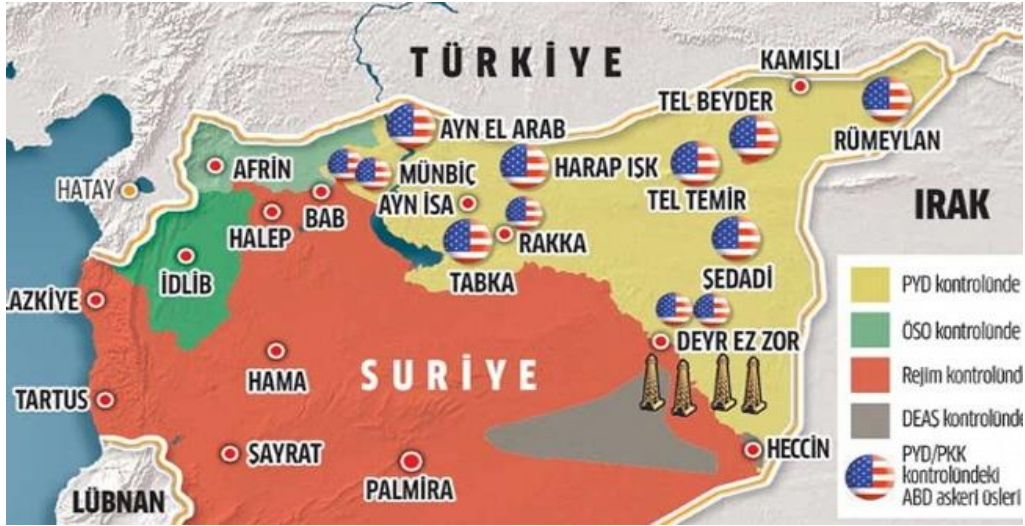 TÜRKİYE
KAMIŞLI
TEL BEYDER
RÜMEYLAN
AYN EL ARAB
AFRİN
MÜNBİÇ
HARAP IŞK
TEL TEMİR
HATAY
BAB
AYN İSA
IRAK
HALEP
RAKKA
İDLİB
TABKA
ŞEDADİ
LAZKİYE
DEYR EZ ZOR
HAMA
SURİYE
TARTUS
ŞAYRAT
PALMİRA
HECCİN
LÜBNAN
PYD kontrolünde
ÖSO kontrolünde
Rejim kontrolünde
DEAŞ kontrolünde
PYD/PKK
kontrolündeki
ABD askeri üsleri